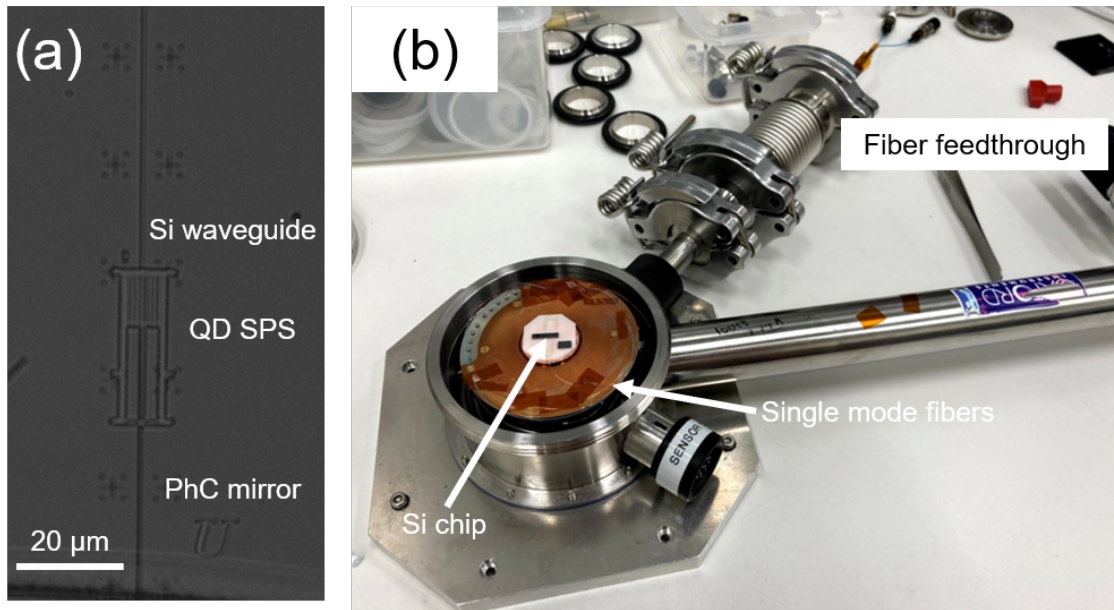 (a)
Si waveguide
QD SPS
PhC mirror
20 µm
(b)
Fiber feedthrough
Single mode fibers
SENSOR
Si chip